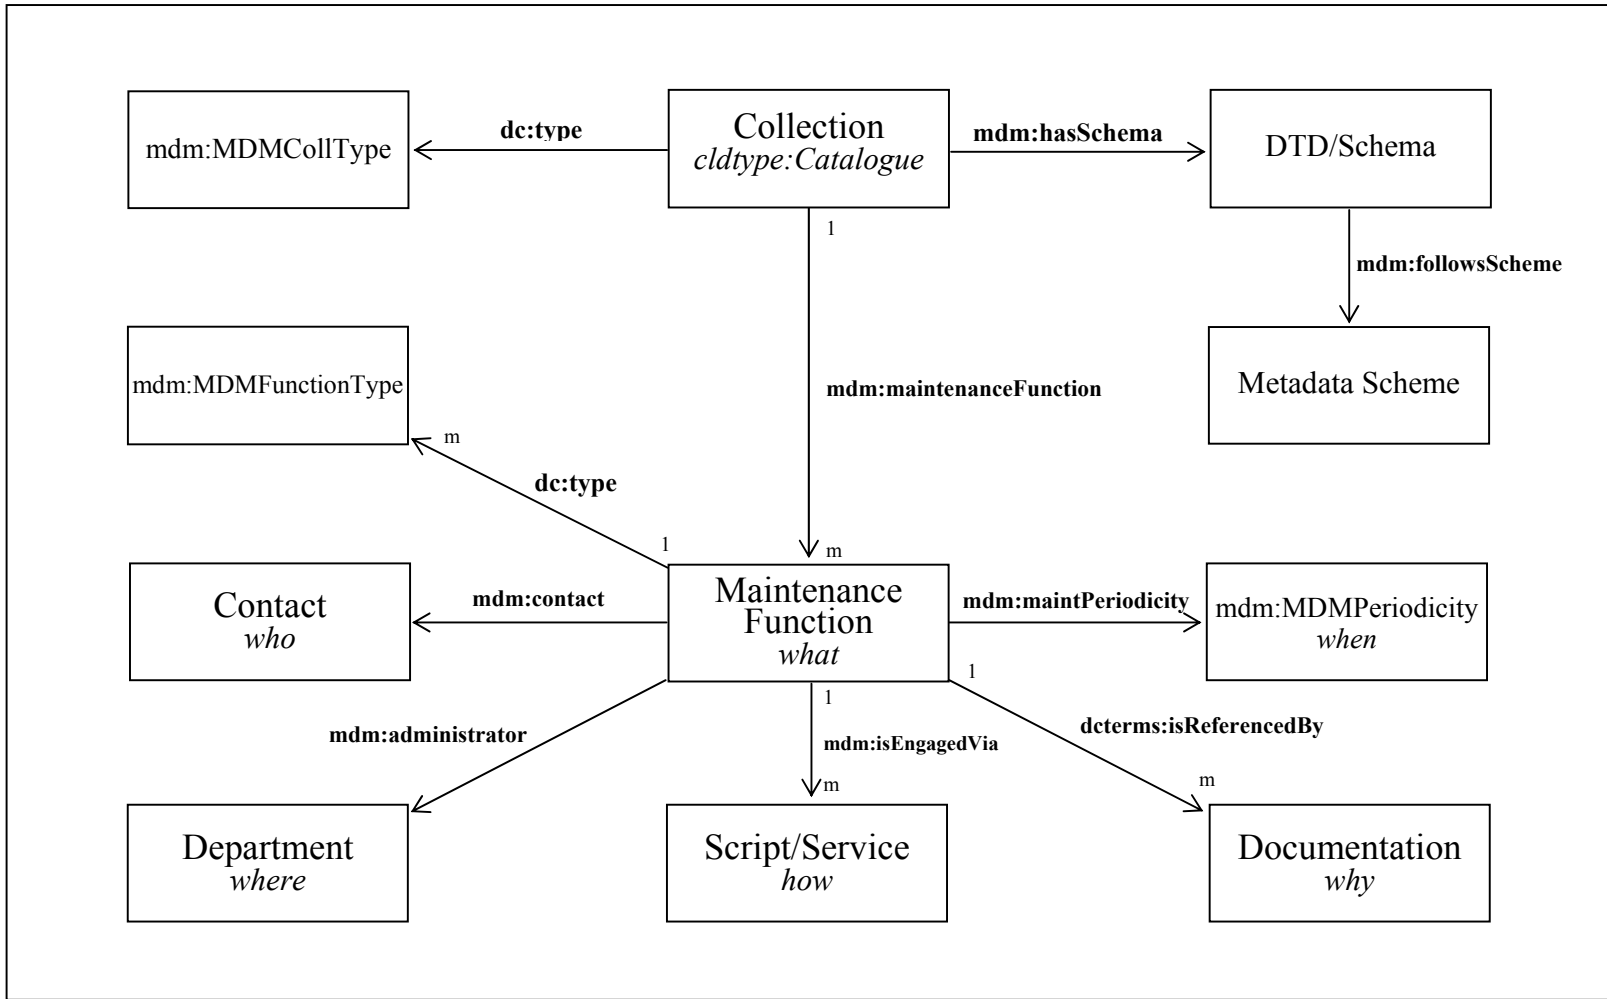 dc:type
Collection
cldtype:Catalogue
mdm:hasSchema
mdm:MDMCollType
DTD/Schema
1
mdm:followsScheme
mdm:MDMFunctionType
mdm:maintenanceFunction
Metadata Scheme
m
dc:type
1
m
Contact
who
mdm:contact
Maintenance
Function
what
mdm:maintPeriodicity
mdm:MDMPeriodicity
when
1
1
mdm:administrator
mdm:isEngagedVia
dcterms:isReferencedBy
m
m
Department
where
Script/Service
how
Documentation
why